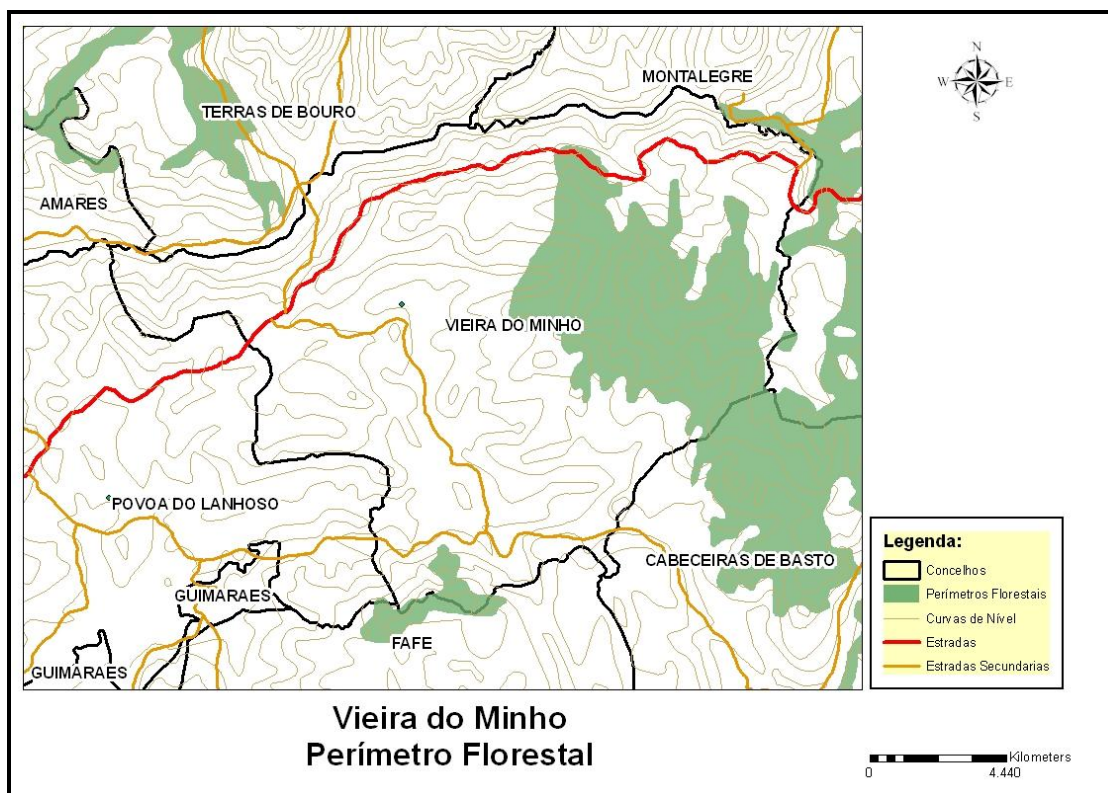 N
W
E
S
MONTALEGRE
TERRAS DE BOURO
AMARES
VIEIRA DO MINHO
POVOA DO LANHOSO
CABECEIRAS DE BASTO
GUIMARAES
FAFE
GUIMARAES
Legenda:
Concelhos
Perímetros Florestais
Curvas de Nível
Estradas
Estradas Secundarias
Vieira do Minho
Perímetro Florestal
Kilometers
0 4.440